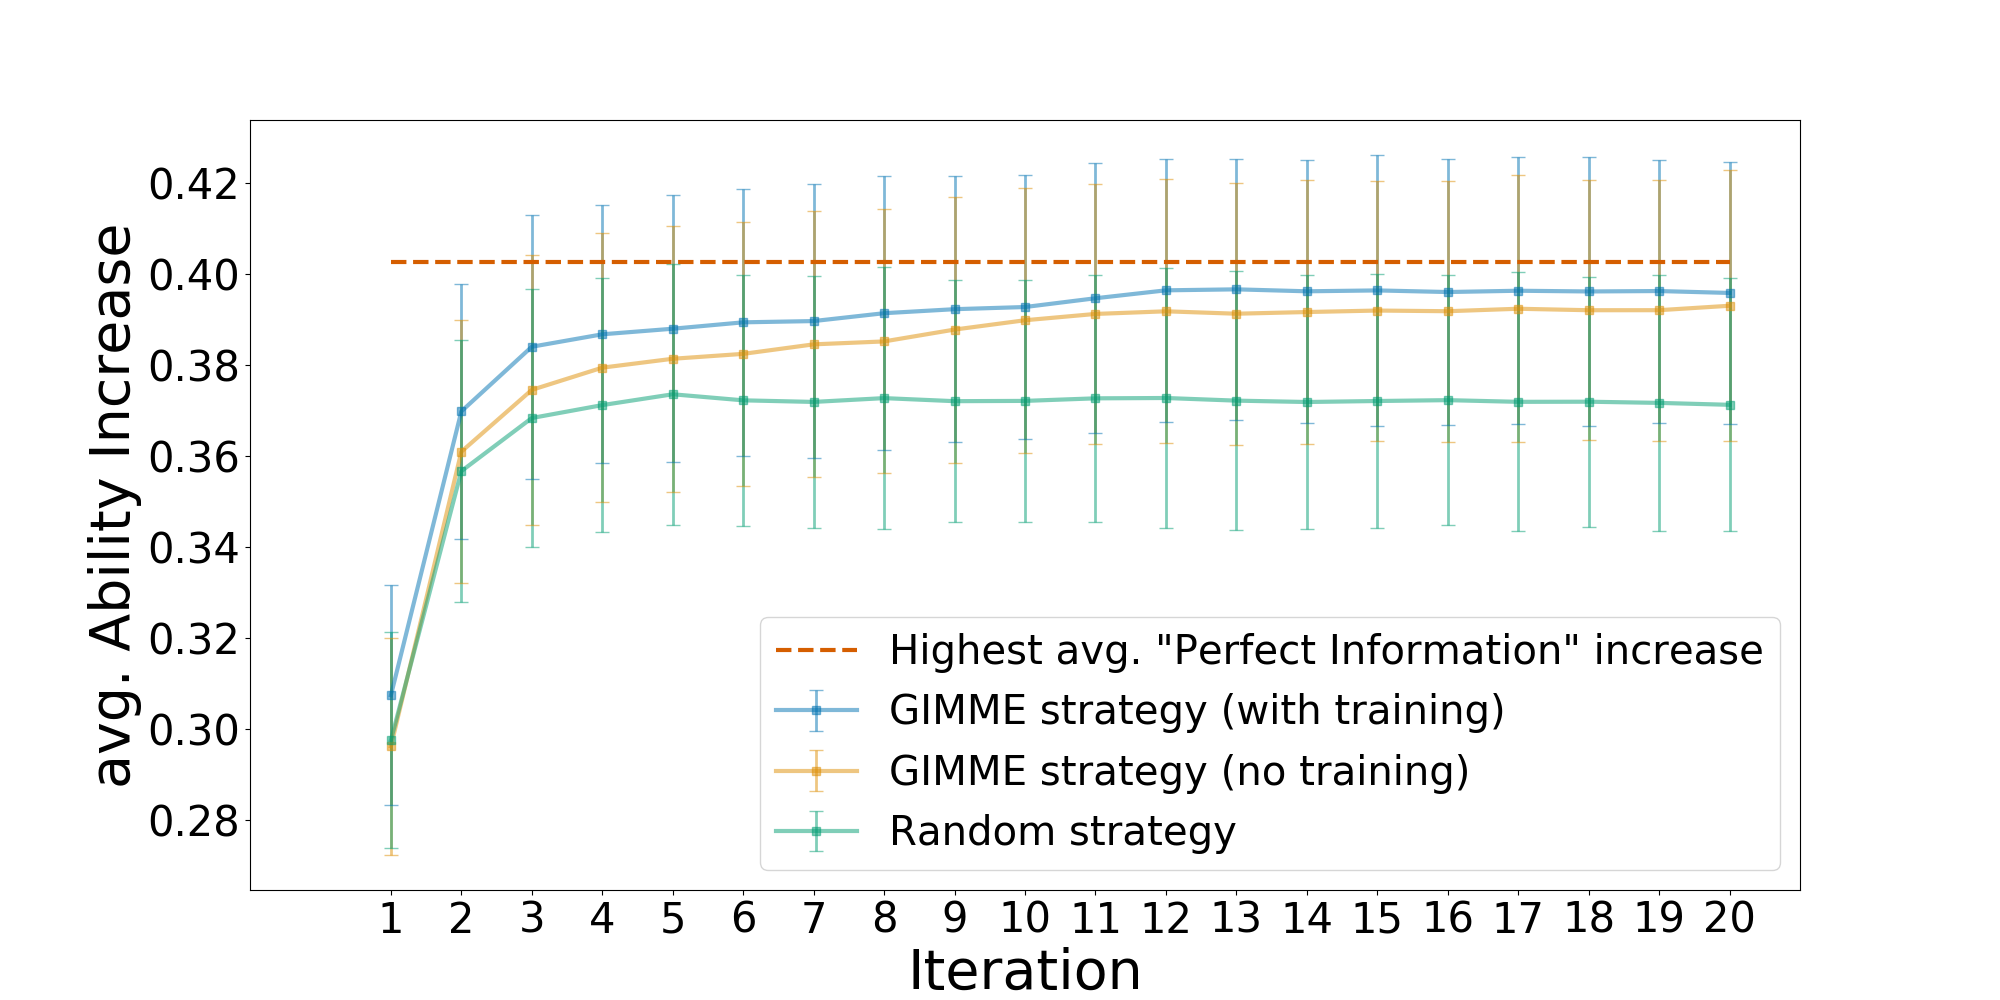 avg. Ability Increase
0.42
0.40
0.38
0.36
0.34
0.32
0.30
0.28
Highest avg. "Perfect Information" increase
GIMME strategy (with training)
GIMME strategy (no training)
Random strategy
1 2 3 4 5 6 7 8 9 10 11 12 13 14 15 16 17 18 19 20
Iteration